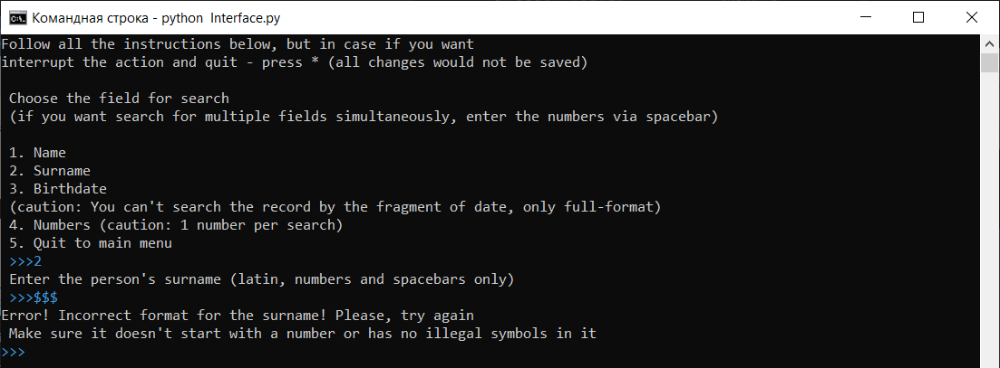 Командная строка - python  Interface.py
Follow all the instructions below, but in case if you want
interrupt the action and quit - press * (all changes would not be saved)
Choose the field for search
(if you want search for multiple fields simultaneously, enter the numbers via spacebar)
1. Name
2. Surname
3. Birthdate
(caution: You can't search the record by the fragment of date, only full-format)
4. Numbers (caution: 1 number per search)
5. Quit to main menu
>>>2
Enter the person's surname (latin, numbers and spacebars only)
>>>$$$
Error! Incorrect format for the surname! Please, try again
Make sure it doesn't start with a number or has no illegal symbols in it
>>>